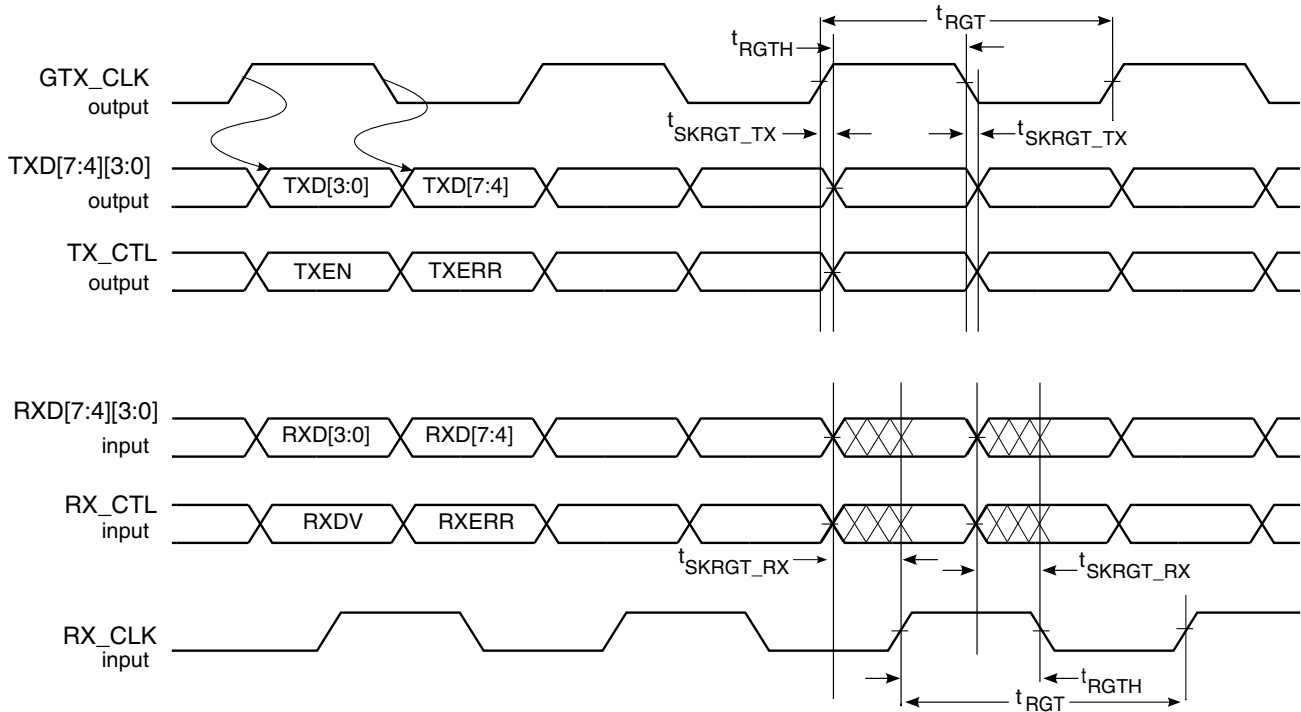 t_RGT
t_RGTH
GTX_CLK
output
t_SKRGT_TX
t_SKRGT_TX
TXD[7:4][3:0]
output
TXD[3:0]
TXD[7:4]
TX_CTL
output
TXEN
TXERR
RXD[7:4][3:0]
input
RXD[3:0]
RXD[7:4]
RX_CTL
input
RXDV
RXERR
t_SKRGT_RX
t_SKRGT_RX
RX_CLK
input
t_RGTH
t_RGT